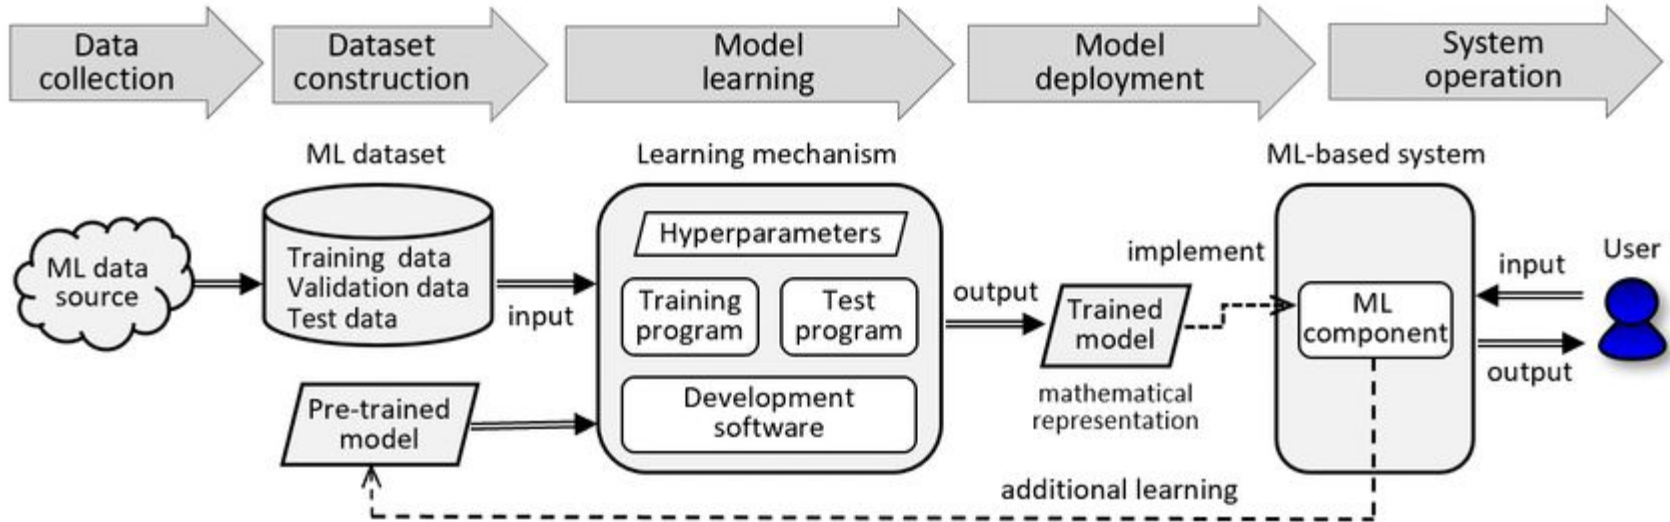 Data
collection
Dataset
construction
Model
learning
Model
deployment
System
operation
ML dataset
Learning mechanism
ML-based system
ML data
source
Training data
Validation data
Test data
input
Pre-trained
model
Hyperparameters
Training
program
Test
program
Development
software
output
Trained
model
mathematical
representation
implement
ML
component
User
input
output
additional learning